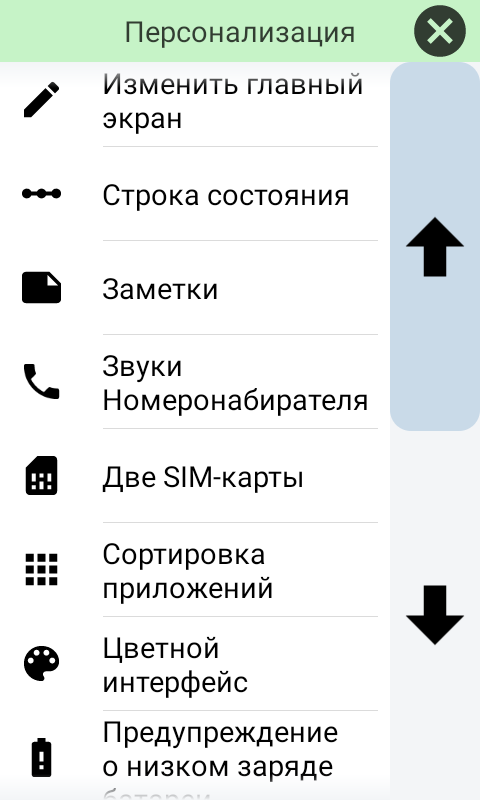 Персонализация
Изменить главный
экран
Строка состояния
Заметки
Звуки
Номеронабирателя
Две SIM-карты
Сортировка
приложений
Цветной
интерфейс
Предупреждение
о низком заряде
батареи